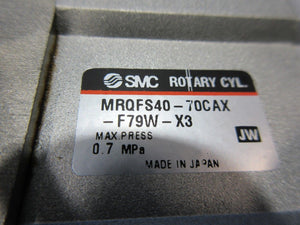 SMC ROTARY CYL.
MRQFS40-70CAX
-F79W-X3
MAX.PRESS
0.7 MPa
JW
MADE IN JAPAN